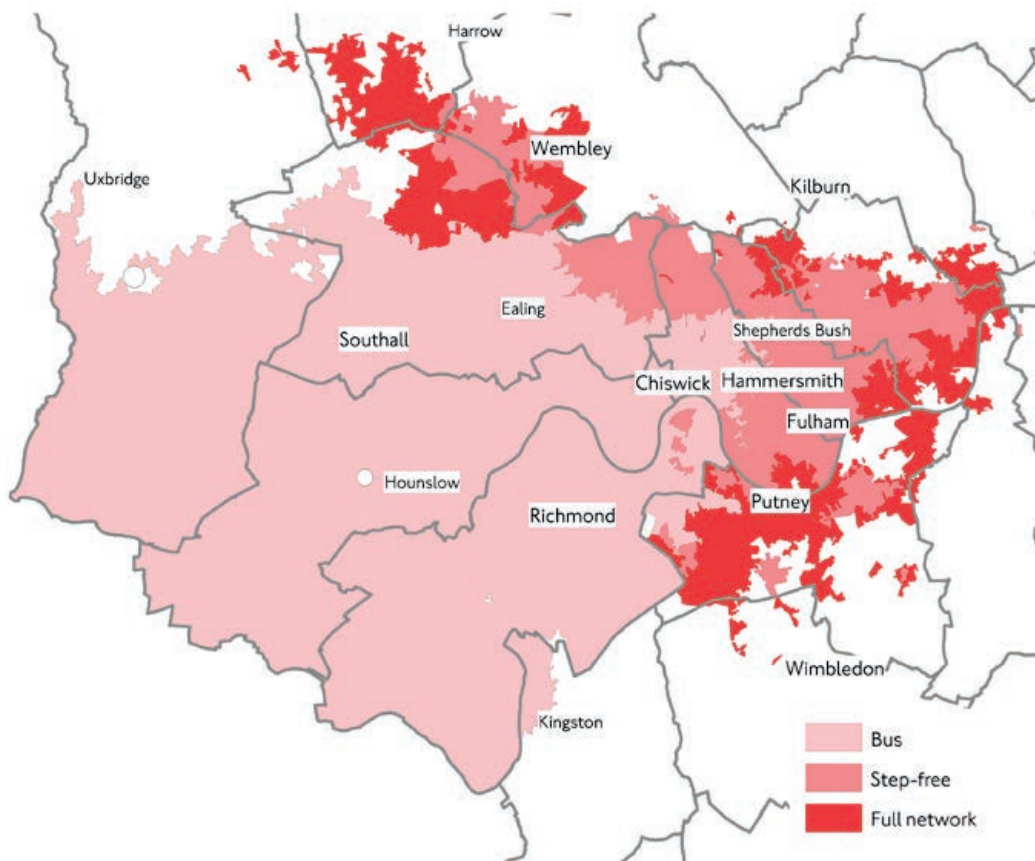 Harrow
Wembley
Uxbridge
Kilburn
Ealing
Shepherds Bush
Southall
Chiswick
Hammersmith
Fulham
Hounslow
Putney
Richmond
Wimbledon
Kingston
Bus
Step-free
Full network